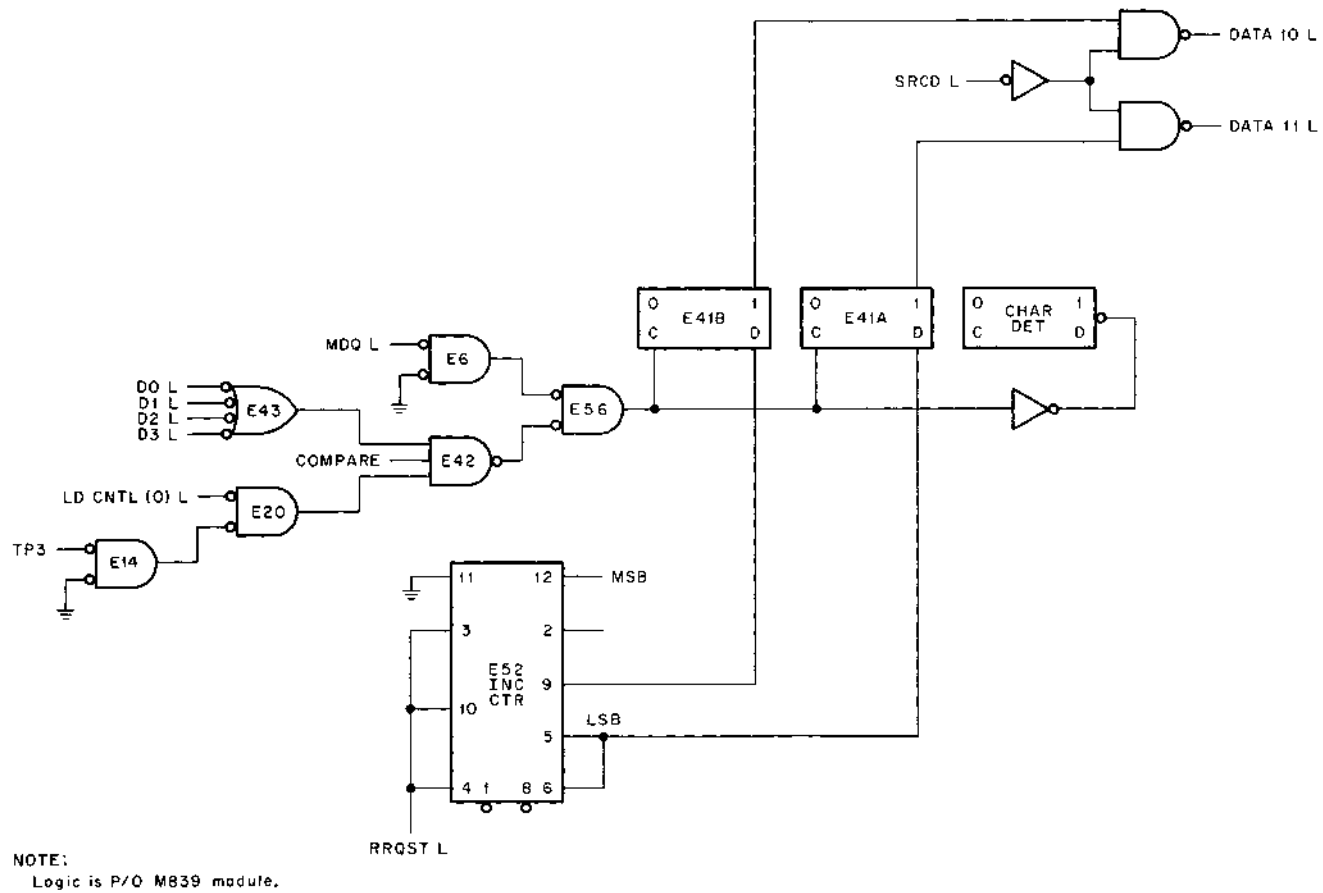 DATA 10 L
SRCD L
DATA 11 L
0 1
C E41B D
0 1
C E41A D
0 1
C CHAR DET D
MDQ L
E6
D0 L
D1 L
D2 L
D3 L
E43
E56
COMPARE
E42
LD CNTL (0) L
E20
TP3
E14
11 12 MSB
3 2
E52
INC
CTR
9
10
LSB
5
4 1 8 6
RRQST L
NOTE:
Logic is P/O M839 module.